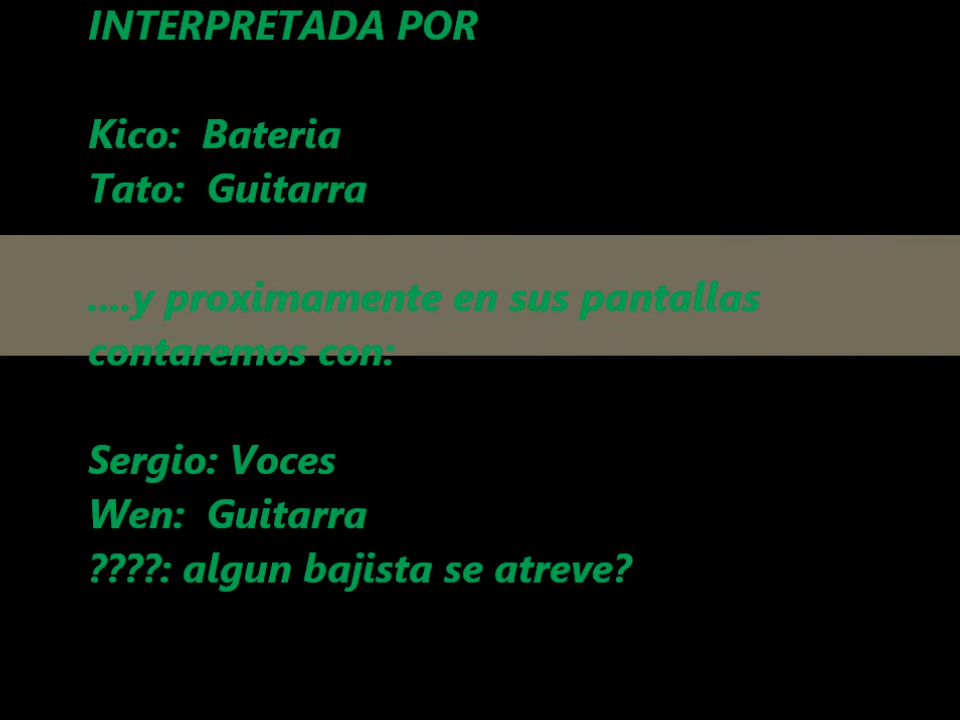 INTERPRETADA POR
Kico:  Bateria
Tato:  Guitarra
....y proximamente en sus pantallas
contaremos con:
Sergio: Voces
Wen:  Guitarra
????: algun bajista se atreve?